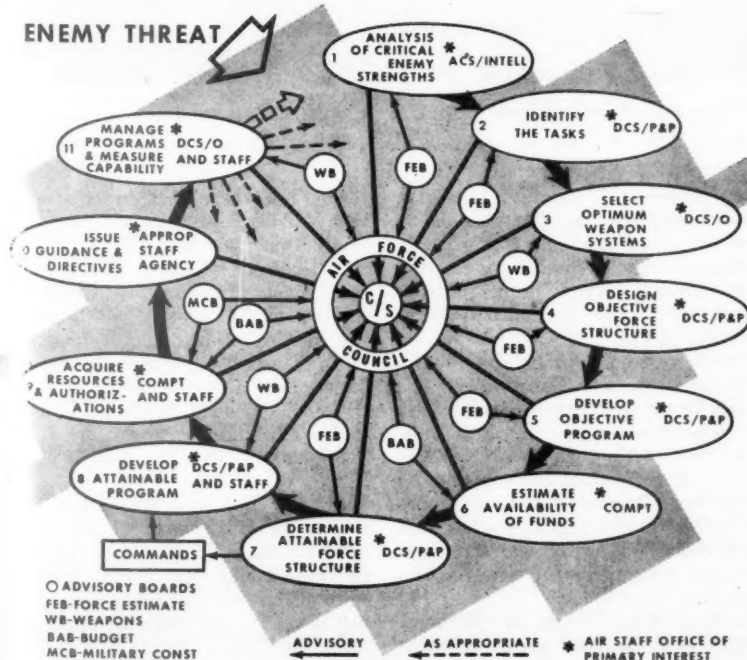 ENEMY THREAT
1
ANALYSIS
OF CRITICAL
ENEMY
STRENGTHS
* ACS/INTELL
2
IDENTIFY
THE TASKS
* DCS/P&P
3
SELECT
OPTIMUM
WEAPON
SYSTEMS
* DCS/O
4
DESIGN
OBJECTIVE
FORCE
STRUCTURE
* DCS/P&P
5
DEVELOP
OBJECTIVE
PROGRAM
* DCS/P&P
6
ESTIMATE
AVAILABILITY
OF FUNDS
* COMPT
7
DETERMINE
ATTAINABLE
FORCE
STRUCTURE
* DCS/P&P
8
DEVELOP
ATTAINABLE
PROGRAM
* DCS/P&P
AND STAFF
9
ACQUIRE
RESOURCES
& AUTHORIZ-
ATIONS
* COMPT
AND STAFF
0
ISSUE
GUIDANCE &
DIRECTIVES
* APPROP
STAFF
AGENCY
11
MANAGE
PROGRAMS
& MEASURE
CAPABILITY
* DCS/O
AND STAFF
WB
FEB
FEB
WB
FEB
FEB
BAB
FEB
WB
BAB
MCB
AIR FORCE
COUNCIL
C/S
COMMANDS
ADVISORY BOARDS
FEB-FORCE ESTIMATE
WB-WEAPONS
BAB-BUDGET
MCB-MILITARY CONST
ADVISORY
AS APPROPRIATE
* AIR STAFF OFFICE OF
PRIMARY INTEREST